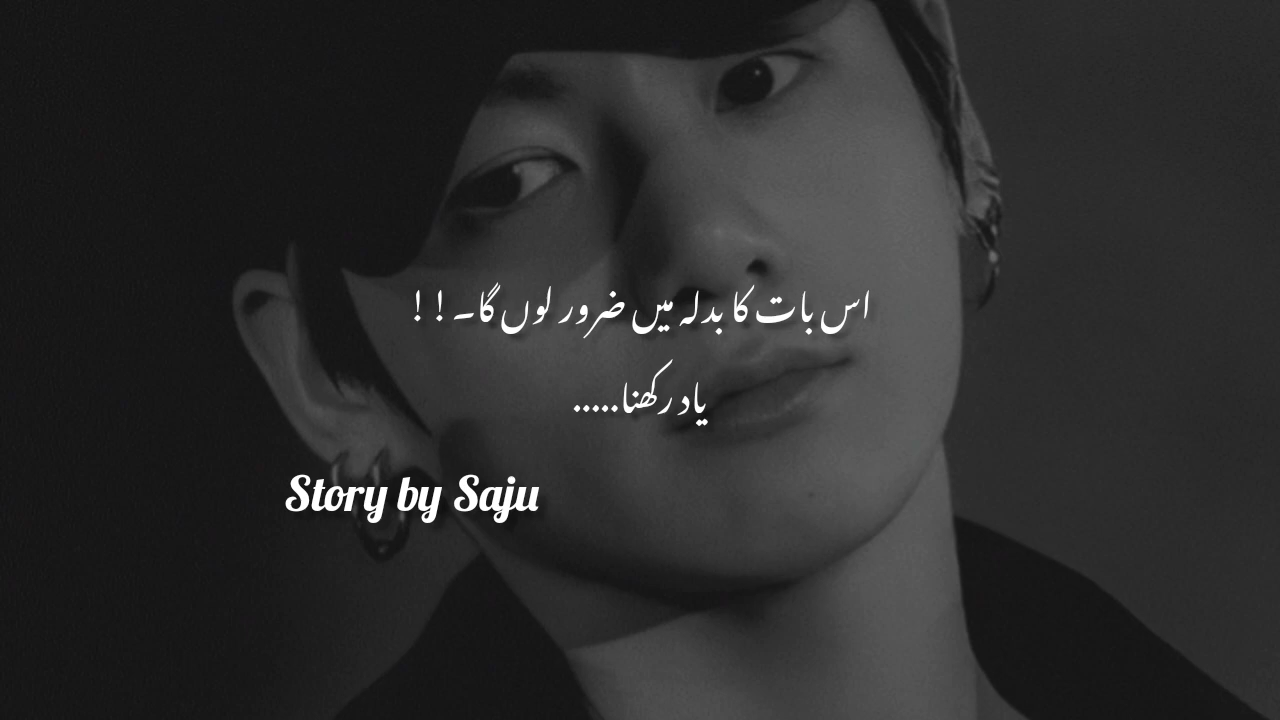 اس بات کا بدلہ میں ضرور لوں گا۔!!
یاد رکھنا.....
Story by Saju